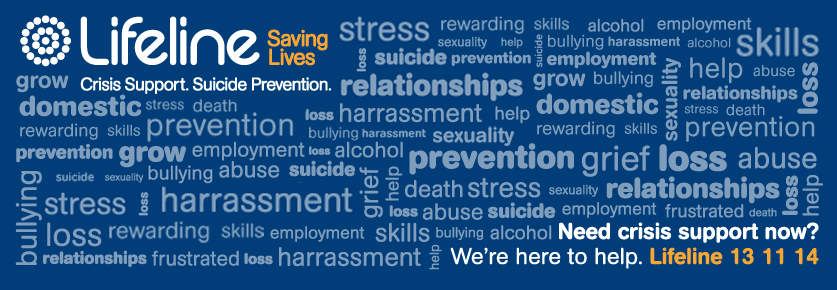 Lifeline Saving Lives
Crisis Support. Suicide Prevention.
stress rewarding skills alcohol employment
sexuality help suicide bullying harassment alcohol skills
loss suicide prevention employment help abuse loss
grow relationships grow bullying sexuality relationships
domestic stress death loss harrassment help domestic stress death
rewarding skills prevention bullying harassment sexuality rewarding skills prevention
prevention grow employment loss alcohol prevention grief loss abuse
bullying suicide sexuality bullying abuse suicide grief help death stress sexuality relationships loss help
stress loss harrassment loss abuse suicide employment frustrated death
loss rewarding skills employment skills bullying alcohol Need crisis support now?
relationships frustrated loss harrassment help We're here to help. Lifeline 13 11 14